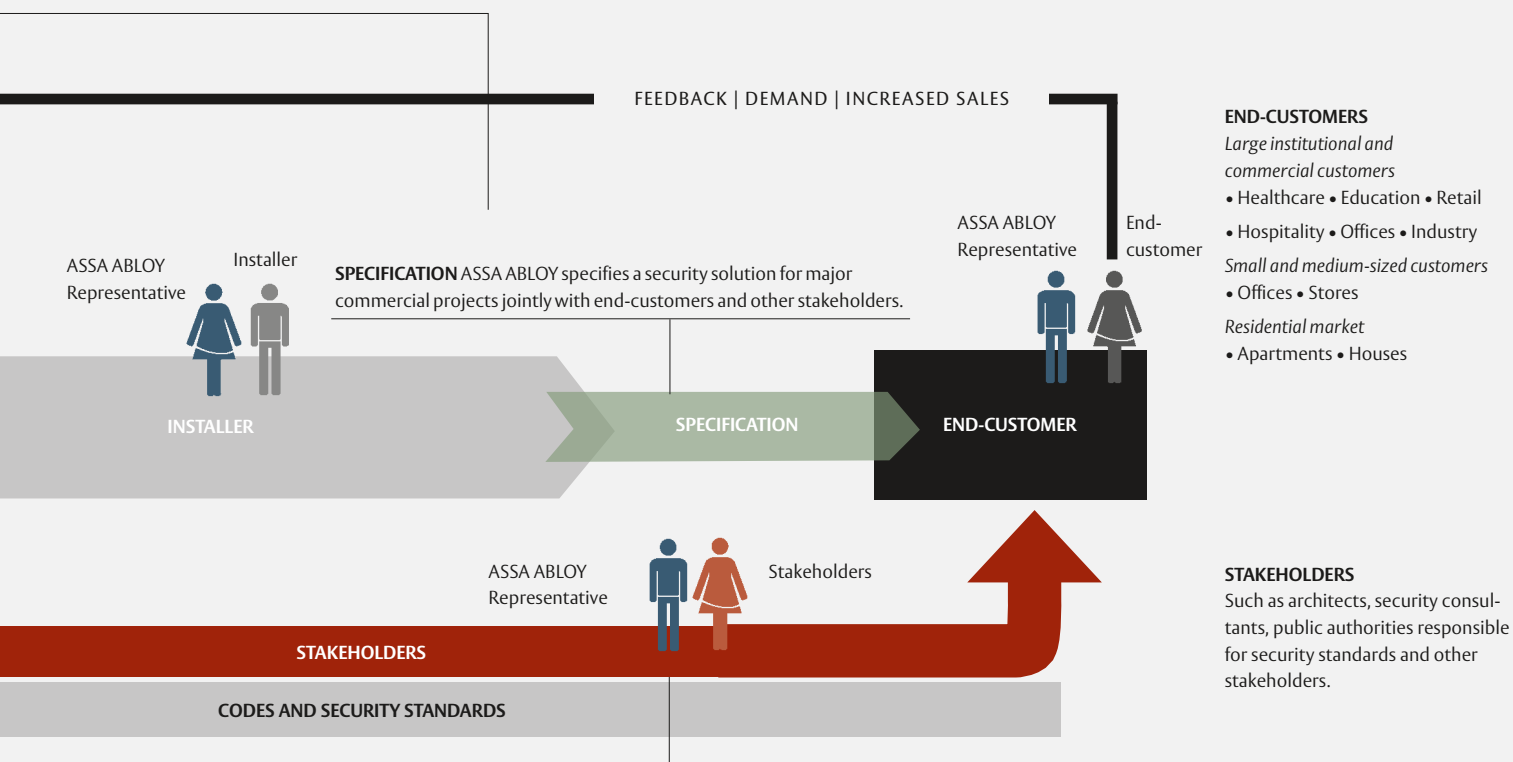 FEEDBACK | DEMAND | INCREASED SALES
END-CUSTOMERS
Large institutional and
commercial customers
• Healthcare • Education • Retail
• Hospitality • Offices • Industry
Small and medium-sized customers
• Offices • Stores
Residential market
• Apartments • Houses
ASSA ABLOY
Representative
Installer
SPECIFICATION ASSA ABLOY specifies a security solution for major
commercial projects jointly with end-customers and other stakeholders.
ASSA ABLOY
Representative
End-
customer
INSTALLER
SPECIFICATION
END-CUSTOMER
ASSA ABLOY
Representative
Stakeholders
STAKEHOLDERS
CODES AND SECURITY STANDARDS
STAKEHOLDERS
Such as architects, security consul-
tants, public authorities responsible
for security standards and other
stakeholders.